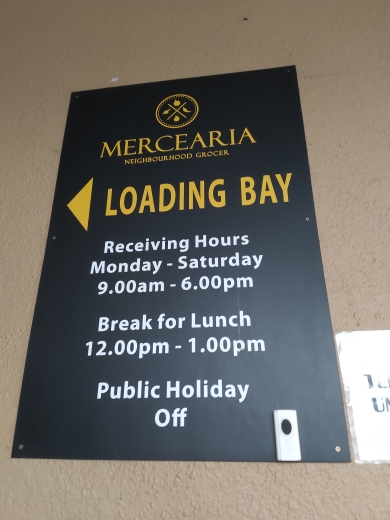 MERCEARIA
NEIGHBOURHOOD GROCER
LOADING BAY
Receiving Hours
Monday - Saturday
9.00am - 6.00pm
Break for Lunch
12.00pm - 1.00pm
Public Holiday
Off